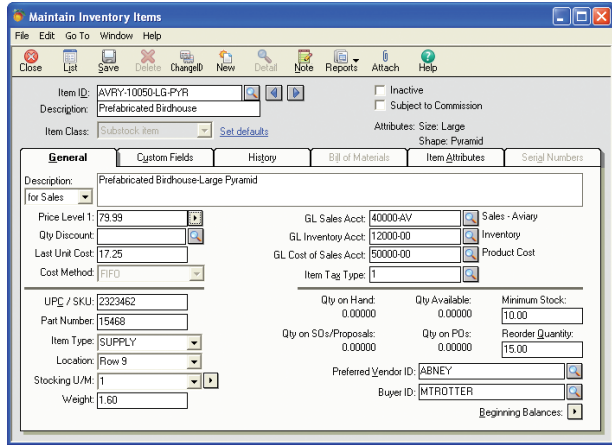 Maintain Inventory Items
File Edit Go To Window Help
Close List Save Delete ChangeID New Detail Note Reports Attach Help
Item ID: AVRY-10050-LG-PYR
Inactive
Description: Prefabricated Birdhouse
Subject to Commission
Item Class: Substock item Set defaults
Attributes: Size: Large
Shape: Pyramid
General Custom Fields History Bill of Materials Item Attributes Serial Numbers
Description: Prefabricated Birdhouse-Large Pyramid
for Sales
Price Level 1: 79.99
GL Sales Acct: 40000-AV Sales - Aviary
Qty Discount:
GL Inventory Acct: 12000-00 Inventory
Last Unit Cost: 17.25
GL Cost of Sales Acct: 50000-00 Product Cost
Cost Method: FIFO
Item Tax Type: 1
UPC / SKU: 2323462
Qty on Hand: Qty Available: Minimum Stock:
0.00000 0.00000 10.00
Part Number: 15468
Qty on SOs/Proposals: Qty on POs: Reorder Quantity:
0.00000 0.00000 15.00
Item Type: SUPPLY
Location: Row 9
Preferred Vendor ID: ABNEY
Stocking U/M: 1
Buyer ID: MTROTTER
Weight: 1.60
Beginning Balances: